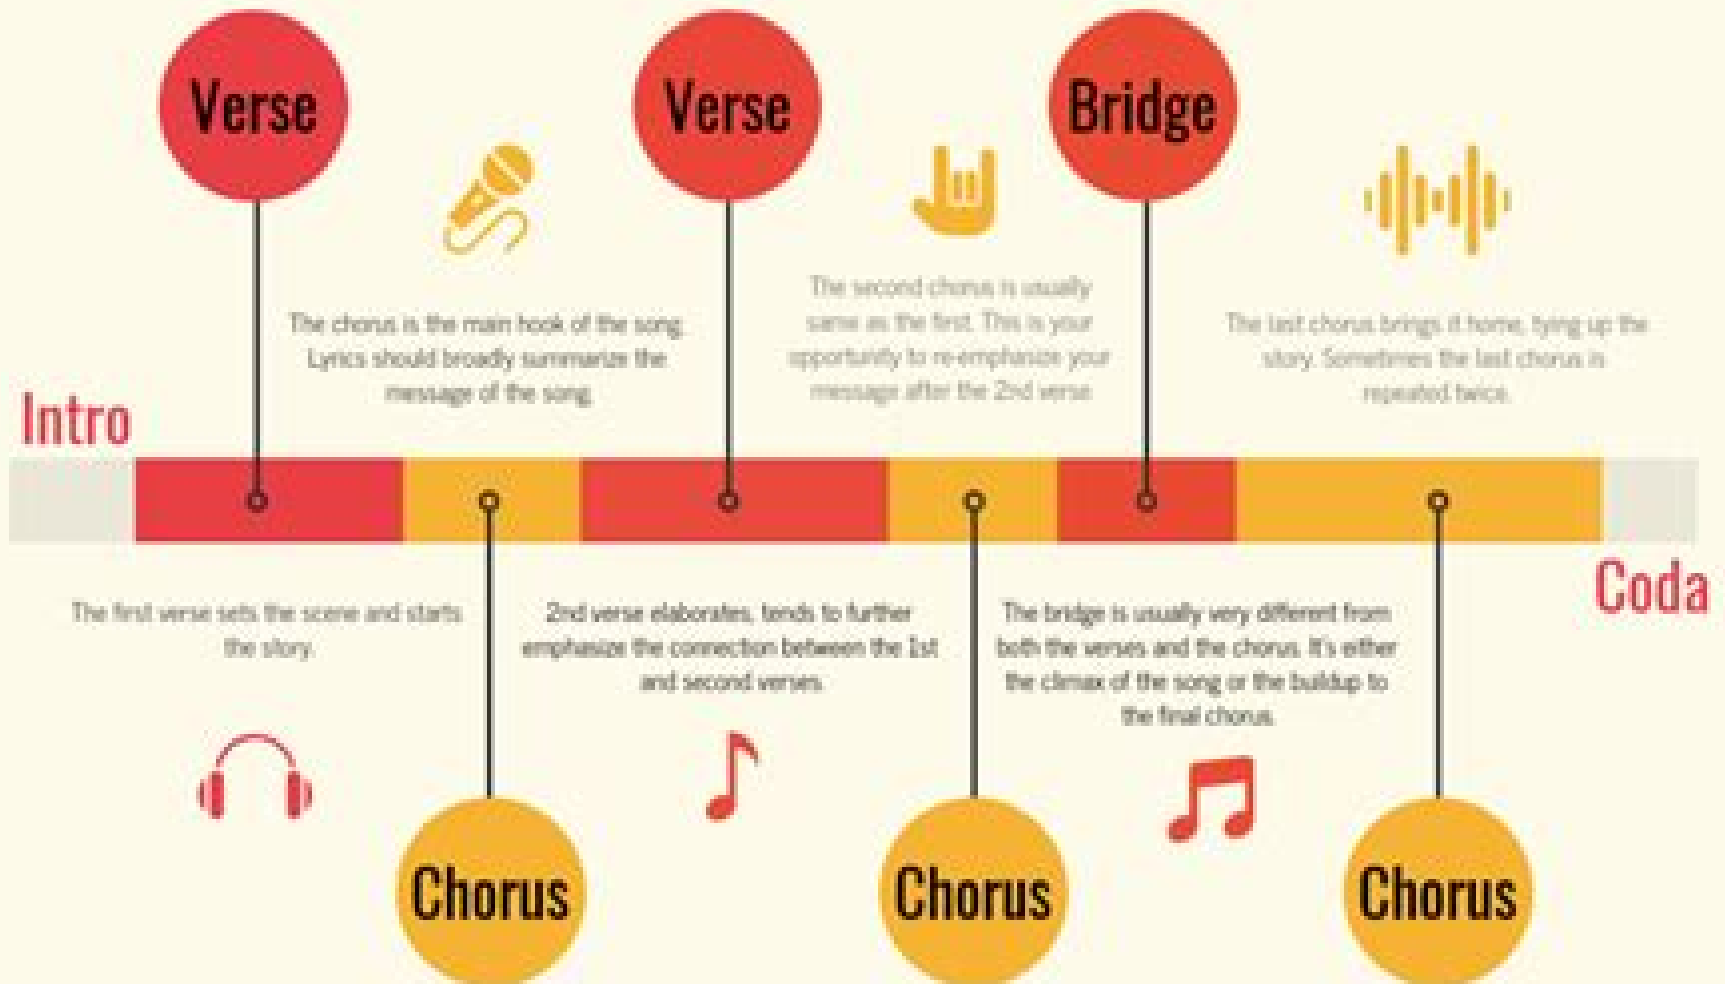 Verse
Verse
Bridge
The chorus is the main hook of the song.
Lyrics should broadly summarize the
message of the song.
The second chorus is usually
same as the first. This is your
opportunity to re-emphasize your
message after the 2nd verse
The last chorus brings it home, tying up the
story. Sometimes the last chorus is
repeated twice.
Intro
Coda
The first verse sets the scene and starts
the story.
2nd verse elaborates, tends to further
emphasize the connection between the 1st
and second verses.
The bridge is usually very different from
both the verses and the chorus. It's either
the climax of the song or the buildup to
the final chorus.
Chorus
Chorus
Chorus